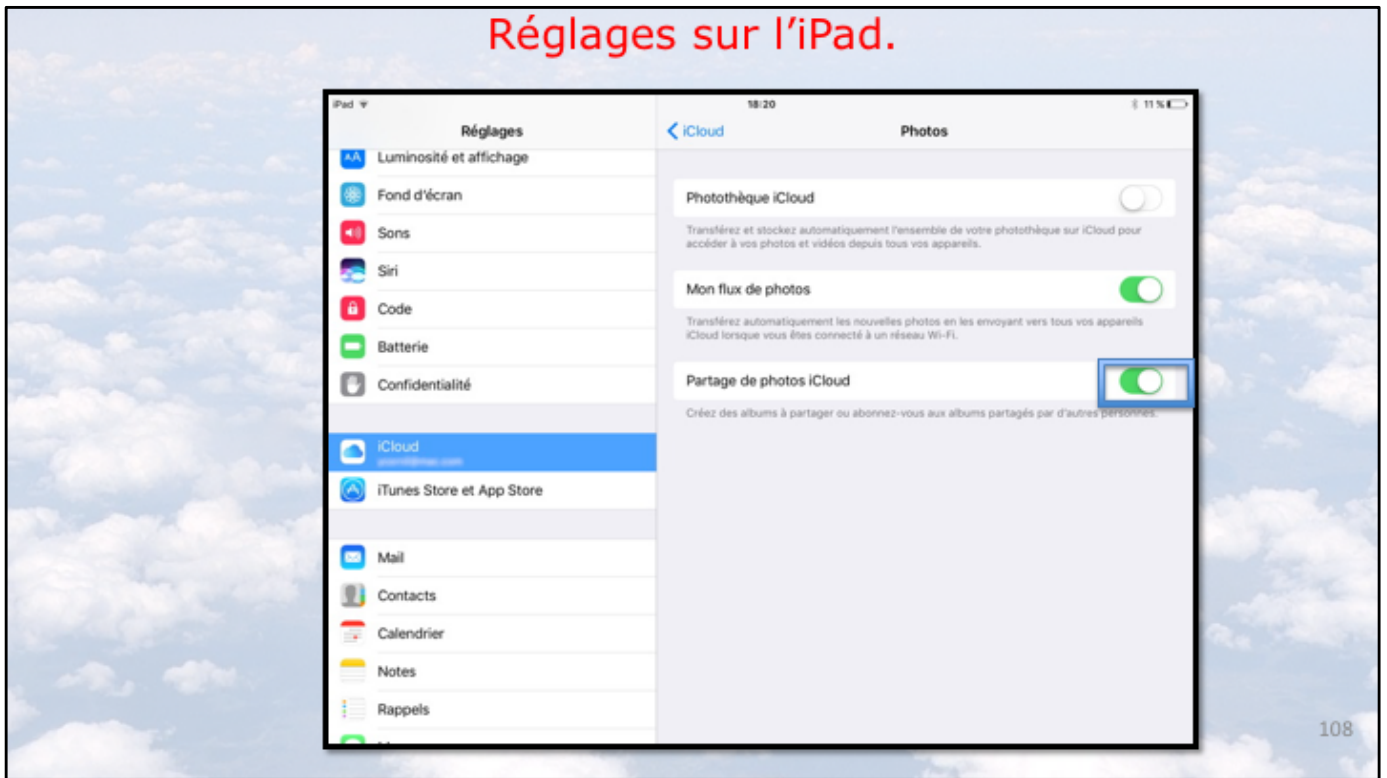 Réglages sur l'iPad.
iPad
18:20
11 %
Réglages
iCloud
Photos
Luminosité et affichage
Fond d'écran
Sons
Siri
Code
Batterie
Confidentialité
iCloud
iTunes Store et App Store
Mail
Contacts
Calendrier
Notes
Rappels
Photothèque iCloud
Transférez et stockez automatiquement l'ensemble de votre photothèque sur iCloud pour
accéder à vos photos et vidéos depuis tous vos appareils.
Mon flux de photos
Transférez automatiquement les nouvelles photos en les envoyant vers tous vos appareils
iCloud lorsque vous êtes connecté à un réseau Wi-Fi.
Partage de photos iCloud
Créez des albums à partager ou abonnez-vous aux albums partagés par d'autres personnes.
108